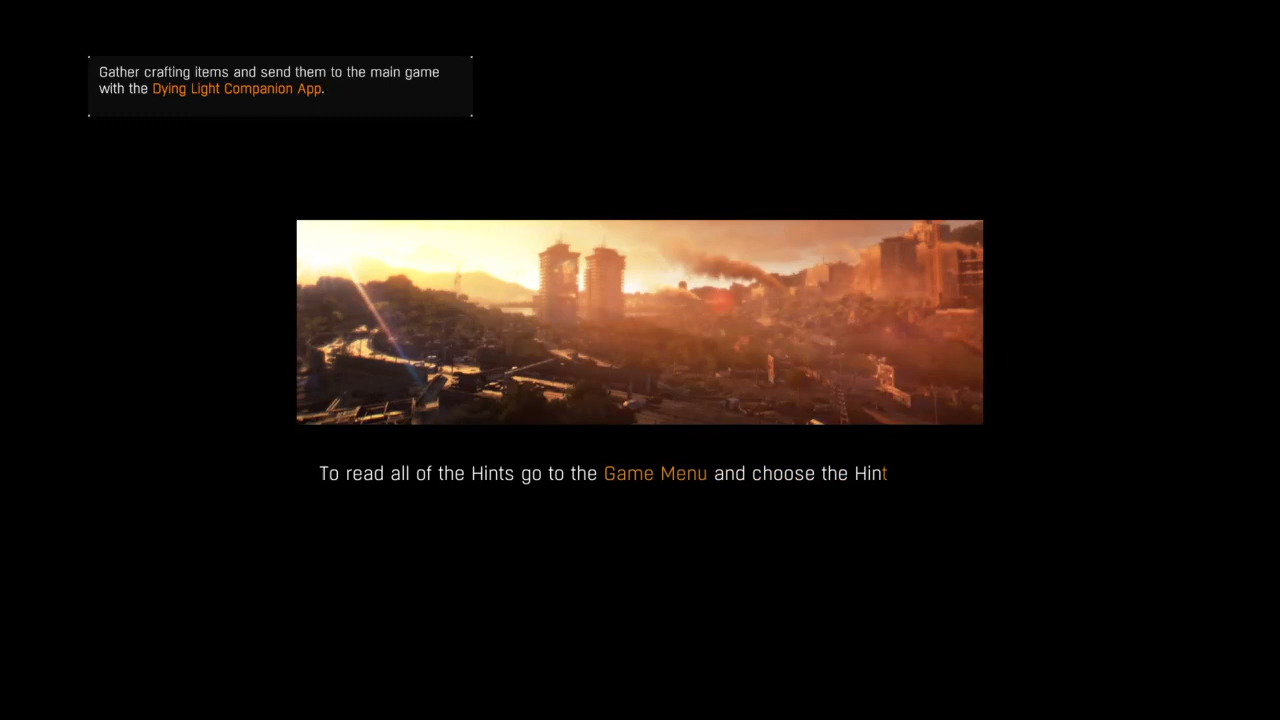 Gather crafting items and send them to the main game
with the Dying Light Companion App.
To read all of the Hints go to the Game Menu and choose the Hint